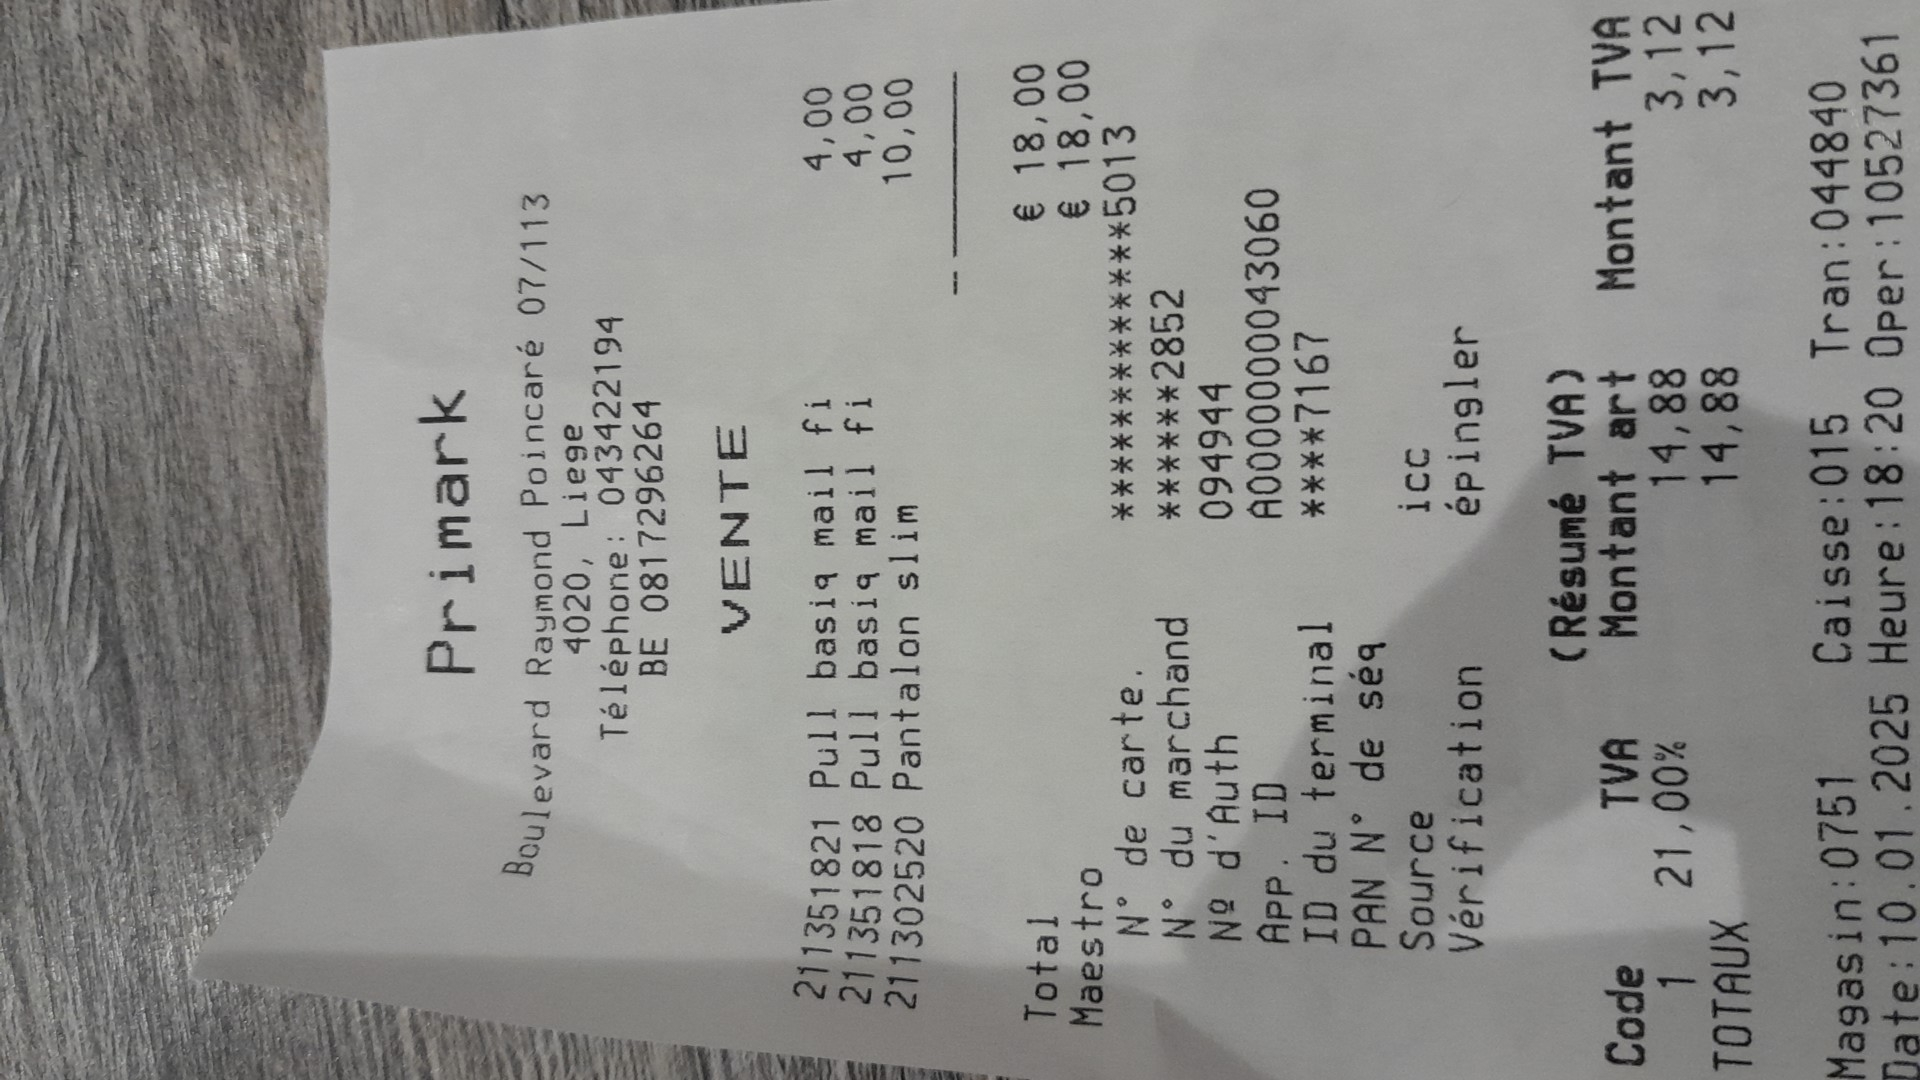 Primark
Boulevard Raymond Poincaré 07/113
4020, Liege
Téléphone: 043422194
BE 0817296264
VENTE
211351821 Pull basiq mail fi 4,00
211351818 Pull basiq mail fi 4,00
211302520 Pantalon slim 10,00
Total € 18,00
Maestro € 18,00
N° de carte. ***************5013
N° du marchand ******2852
Nº d'Auth 094944
App. ID A0000000043060
ID du terminal ****7167
PAN N° de séq
Source icc
Vérification épingler
(Résumé TVA)
Code TVA Montant art Montant TVA
1 21,00% 14,88 3,12
TOTAUX 14,88 3,12
Magasin:0751 Caisse:015 Tran:044840
Date:10.01.2025 Heure:18:20 Oper:10527361